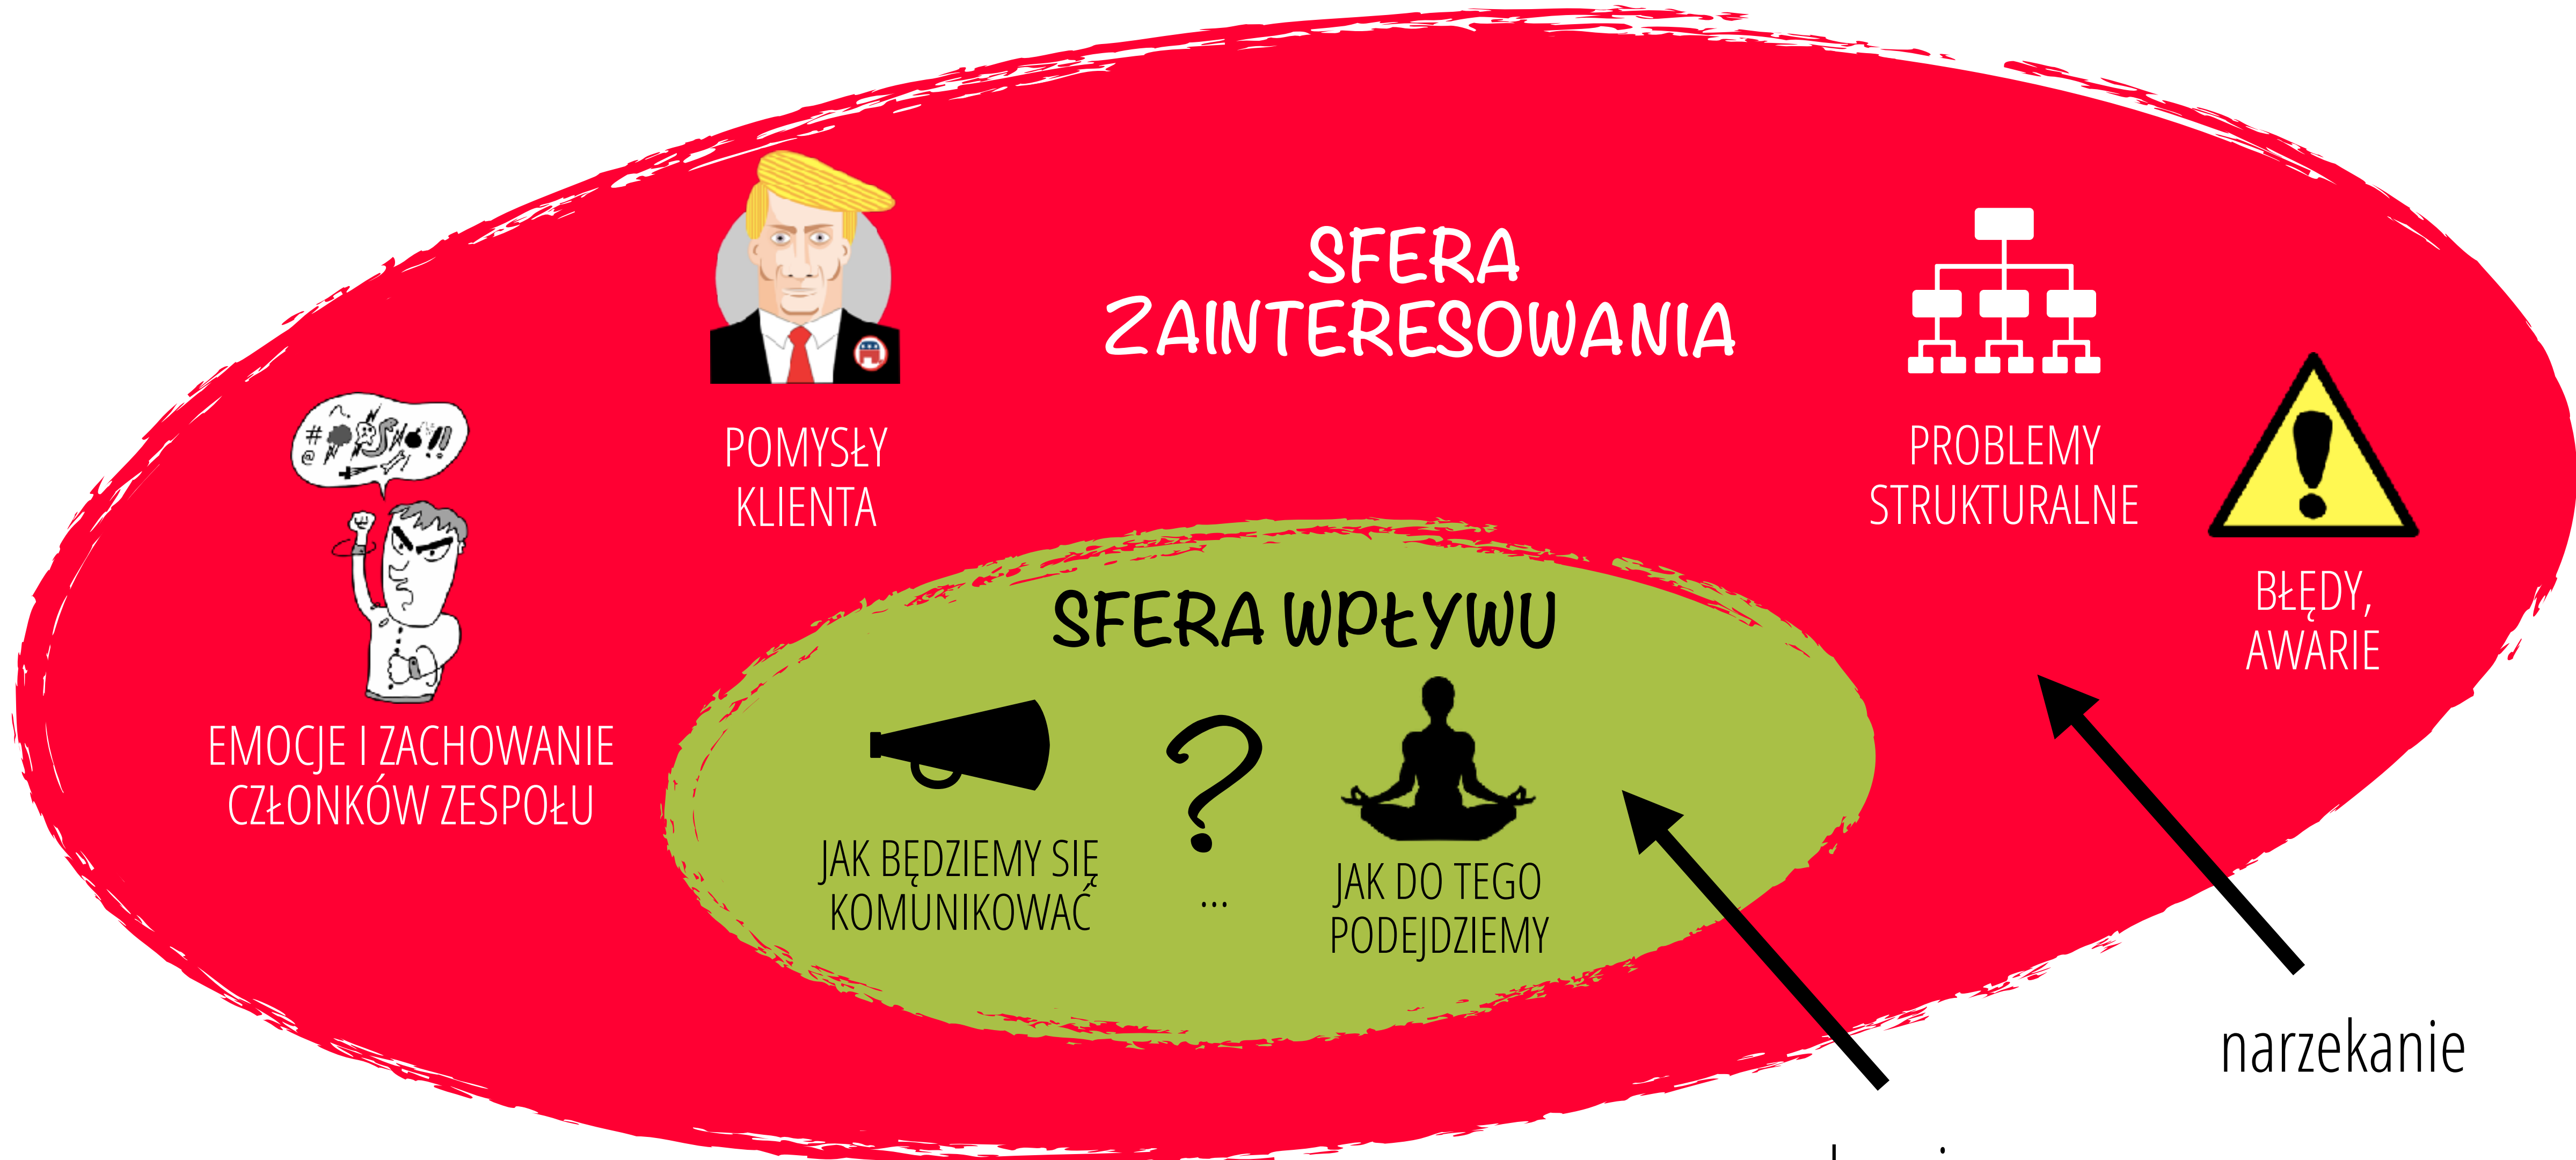 SFERA
ZAINTERESOWANIA
POMYSŁY
KLIENTA
PROBLEMY
STRUKTURALNE
BŁĘDY,
AWARIE
EMOCJE I ZACHOWANIE
CZŁONKÓW ZESPOŁU
SFERA WPŁYWU
JAK BĘDZIEMY SIĘ
KOMUNIKOWAĆ
?
...
JAK DO TEGO
PODEJDZIEMY
narzekanie